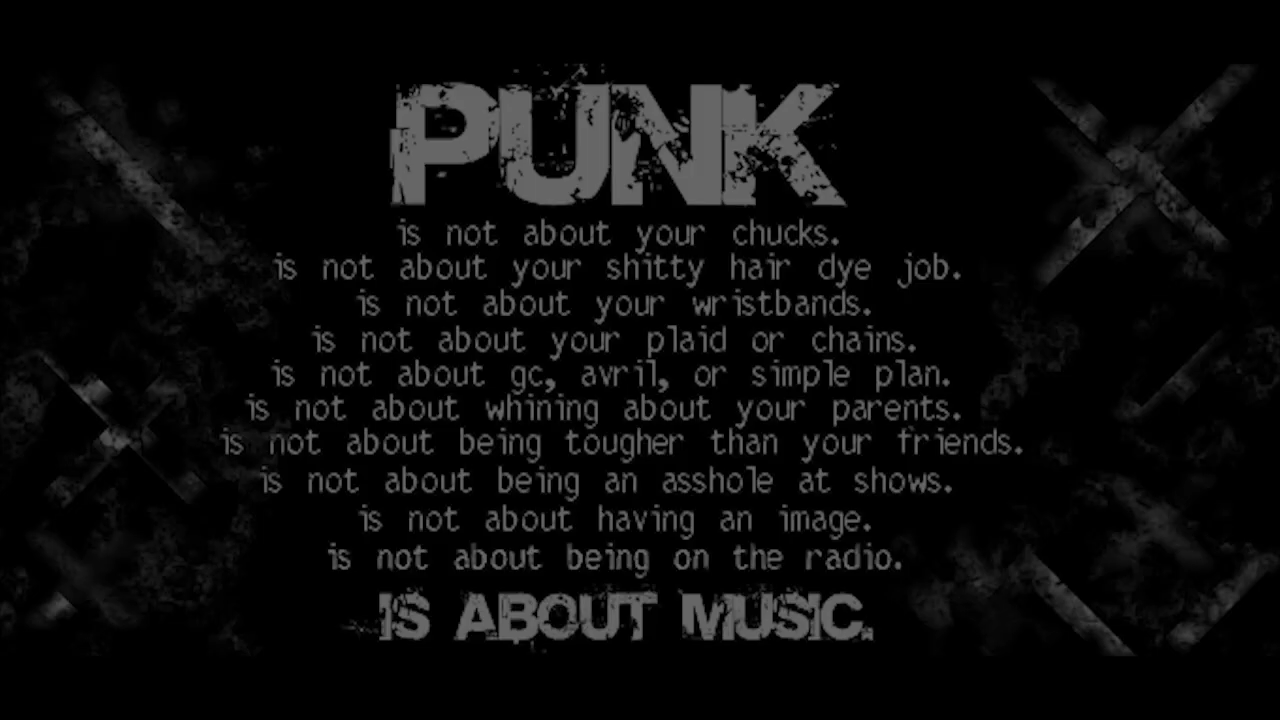 PUNK
is not about your chucks.
is not about your shitty hair dye job.
is not about your wristbands.
is not about your plaid or chains.
is not about gc, avril, or simple plan.
is not about whining about your parents.
is not about being tougher than your friends.
is not about being an asshole at shows.
is not about having an image.
is not about being on the radio.
IS ABOUT MUSIC.